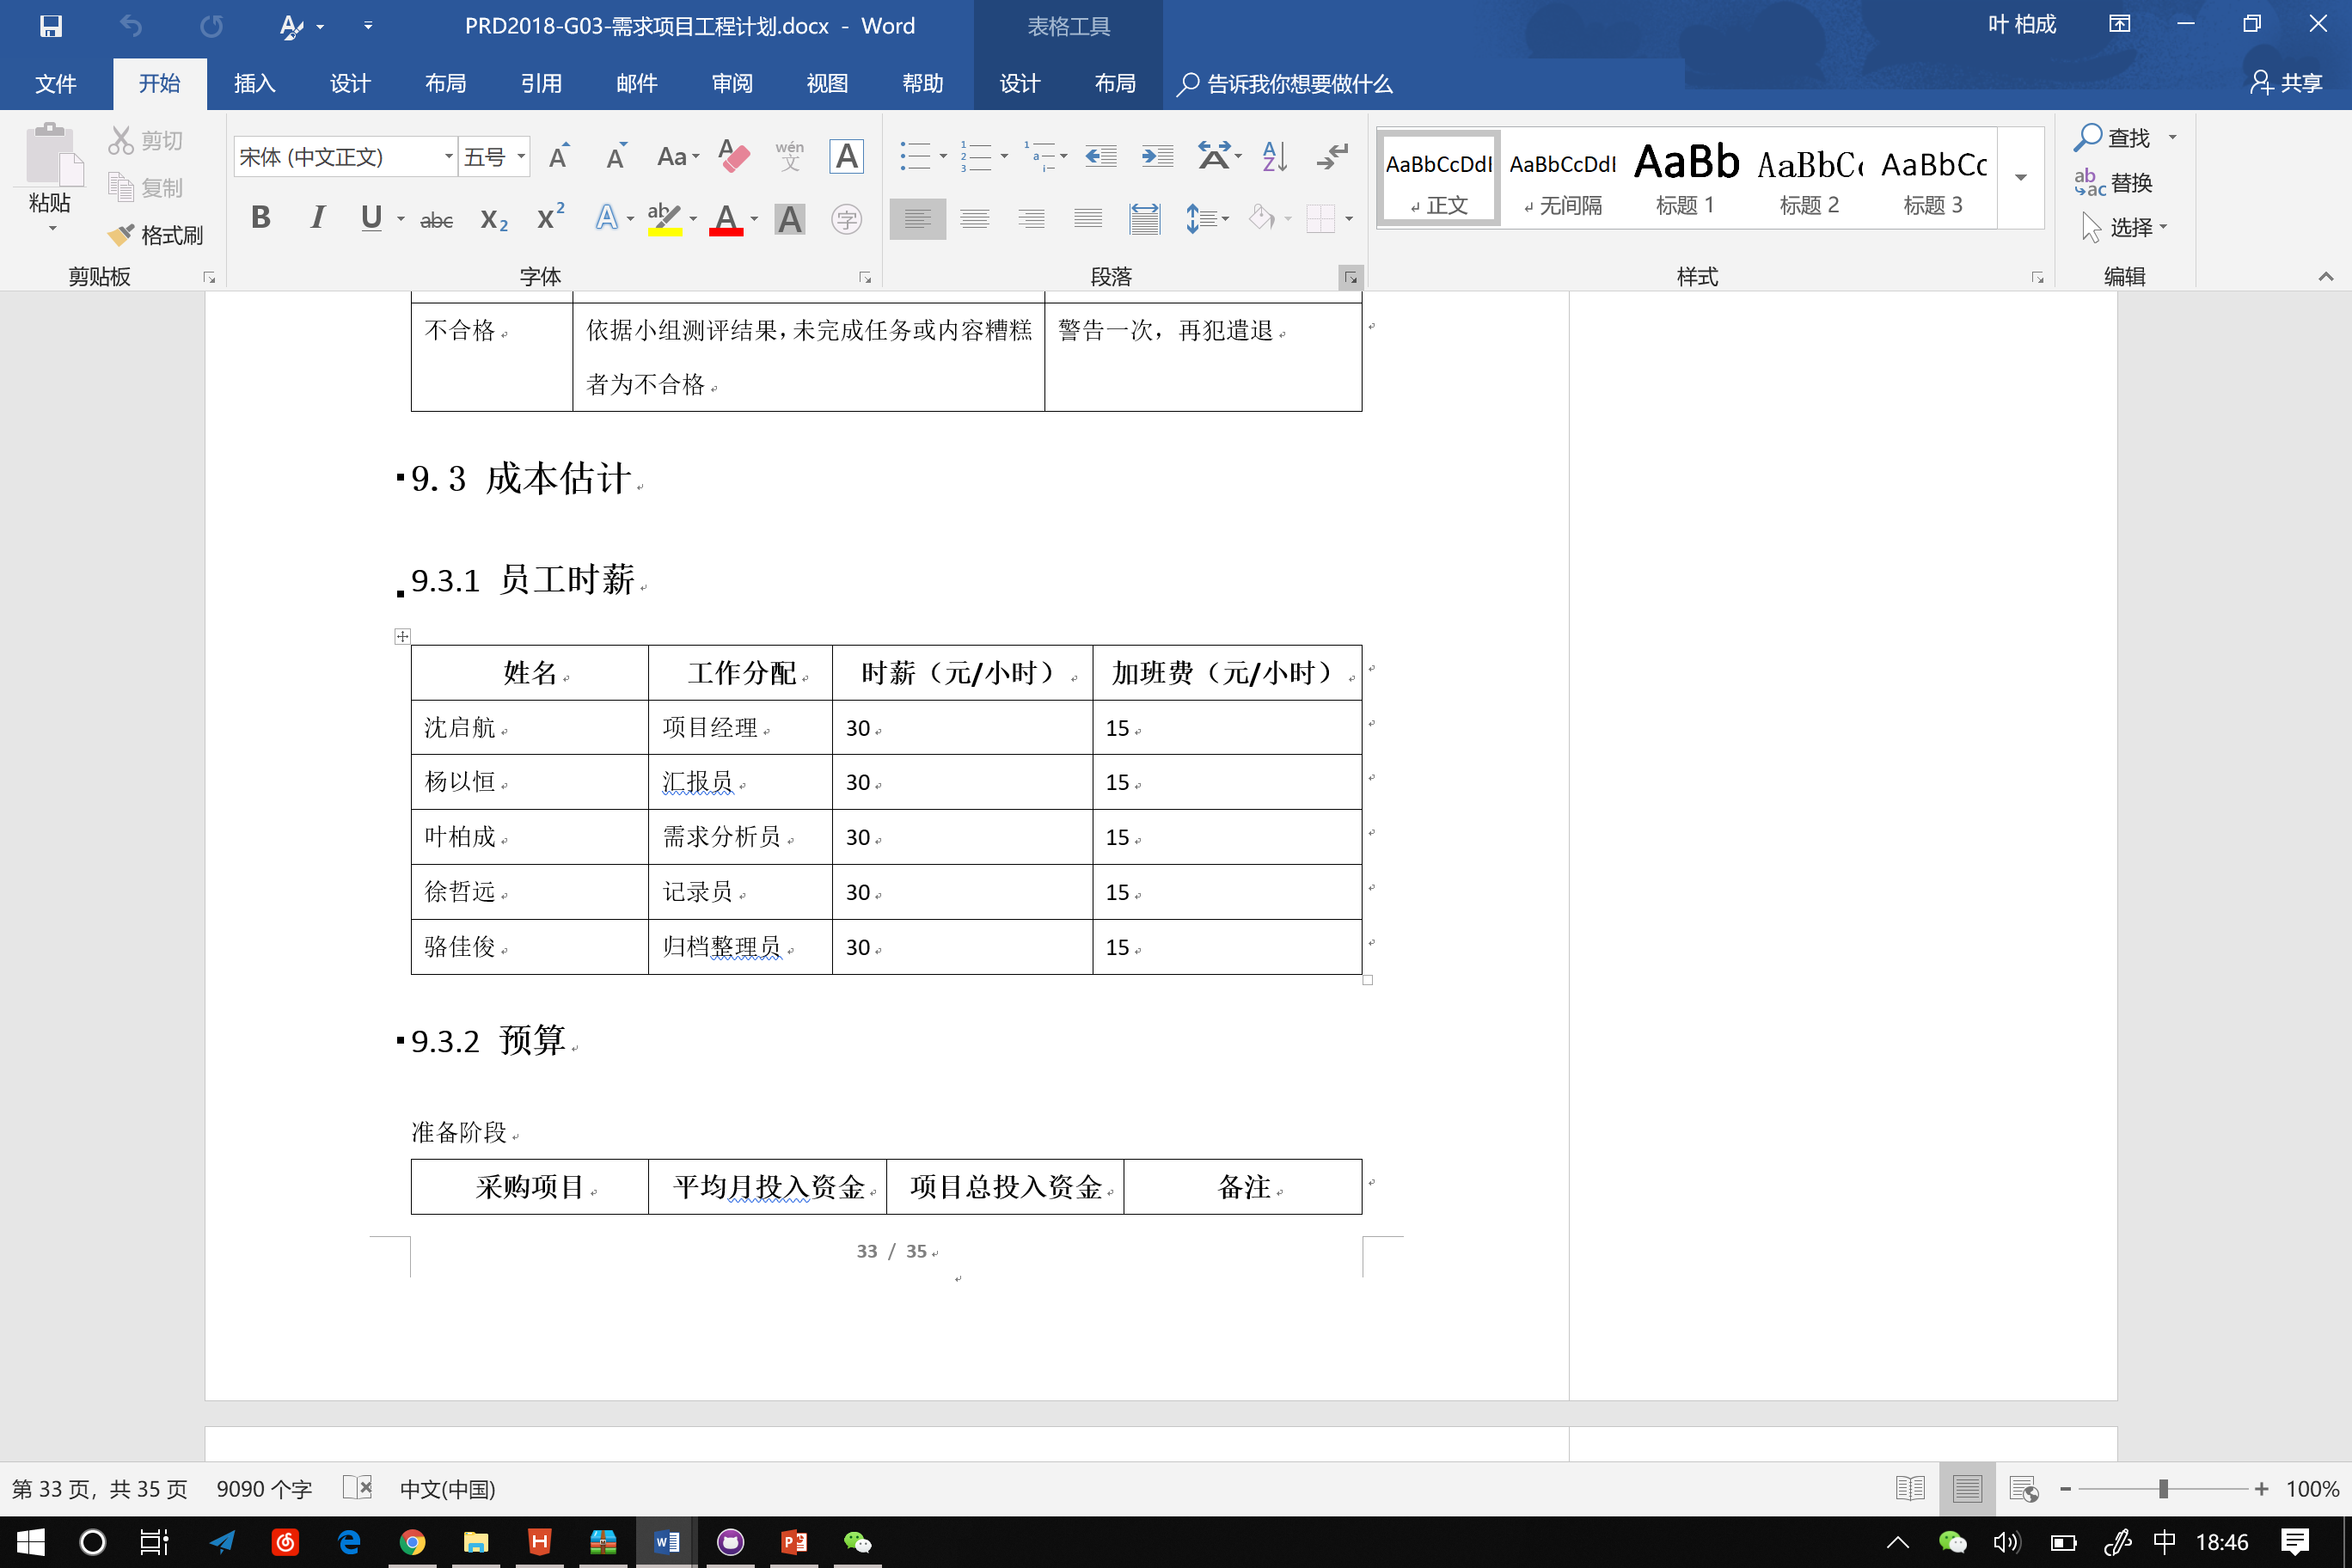 PRD2018-G03-需求项目工程计划.docx - Word
表格工具
叶 柏成
文件 开始 插入 设计 布局 引用 邮件 审阅 视图 帮助 设计 布局 告诉我你想要做什么 共享
粘贴
剪切
复制
格式刷
剪贴板
宋体 (中文正文) 五号
字体
段落
AaBbCcDdI AaBbCcDdI AaBb AaBbC AaBbCc
正文 无间隔 标题 1 标题 2 标题 3
样式
查找
替换
选择
编辑
不合格 依据小组测评结果，未完成任务或内容糟糕 警告一次，再犯遣退
者为不合格
9.3 成本估计
9.3.1 员工时薪
姓名 工作分配 时薪（元/小时） 加班费（元/小时）
沈启航 项目经理 30 15
杨以恒 汇报员 30 15
叶柏成 需求分析员 30 15
徐哲远 记录员 30 15
骆佳俊 归档整理员 30 15
9.3.2 预算
准备阶段
采购项目 平均月投入资金 项目总投入资金 备注
33 / 35
第 33 页，共 35 页 9090 个字 中文(中国) 100%
中 18:46